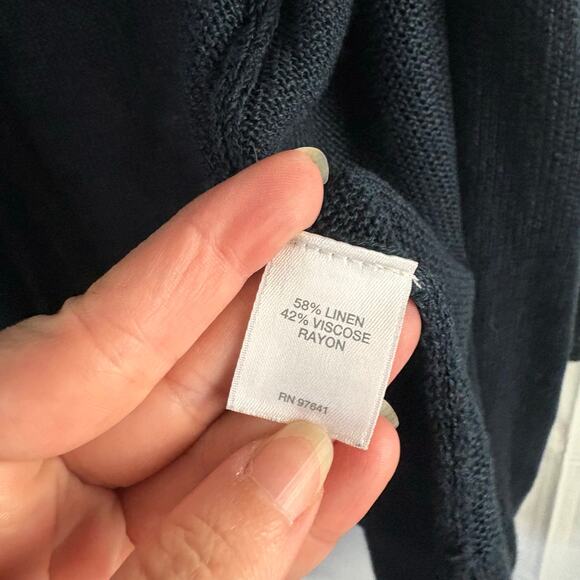 58% LINEN
42% VISCOSE
RAYON
RN 97641